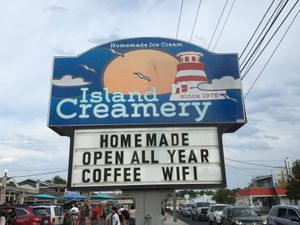 Homemade Ice Cream
Island
Creamery
since 1975
HOMEMADE
OPEN ALL YEAR
COFFEE WIFI